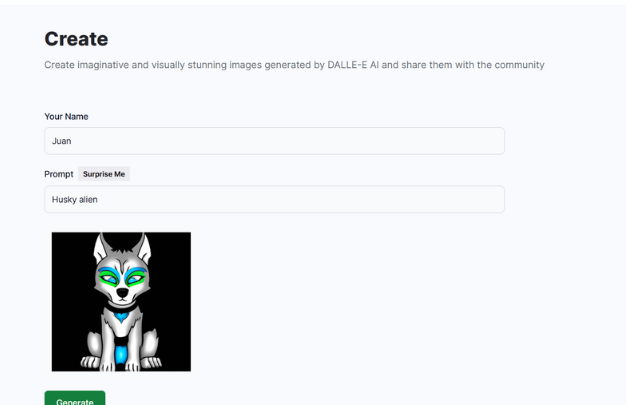 Create
Create imaginative and visually stunning images generated by DALLE-E AI and share them with the community
Your Name
Juan
Prompt Surprise Me
Husky alien
Generate